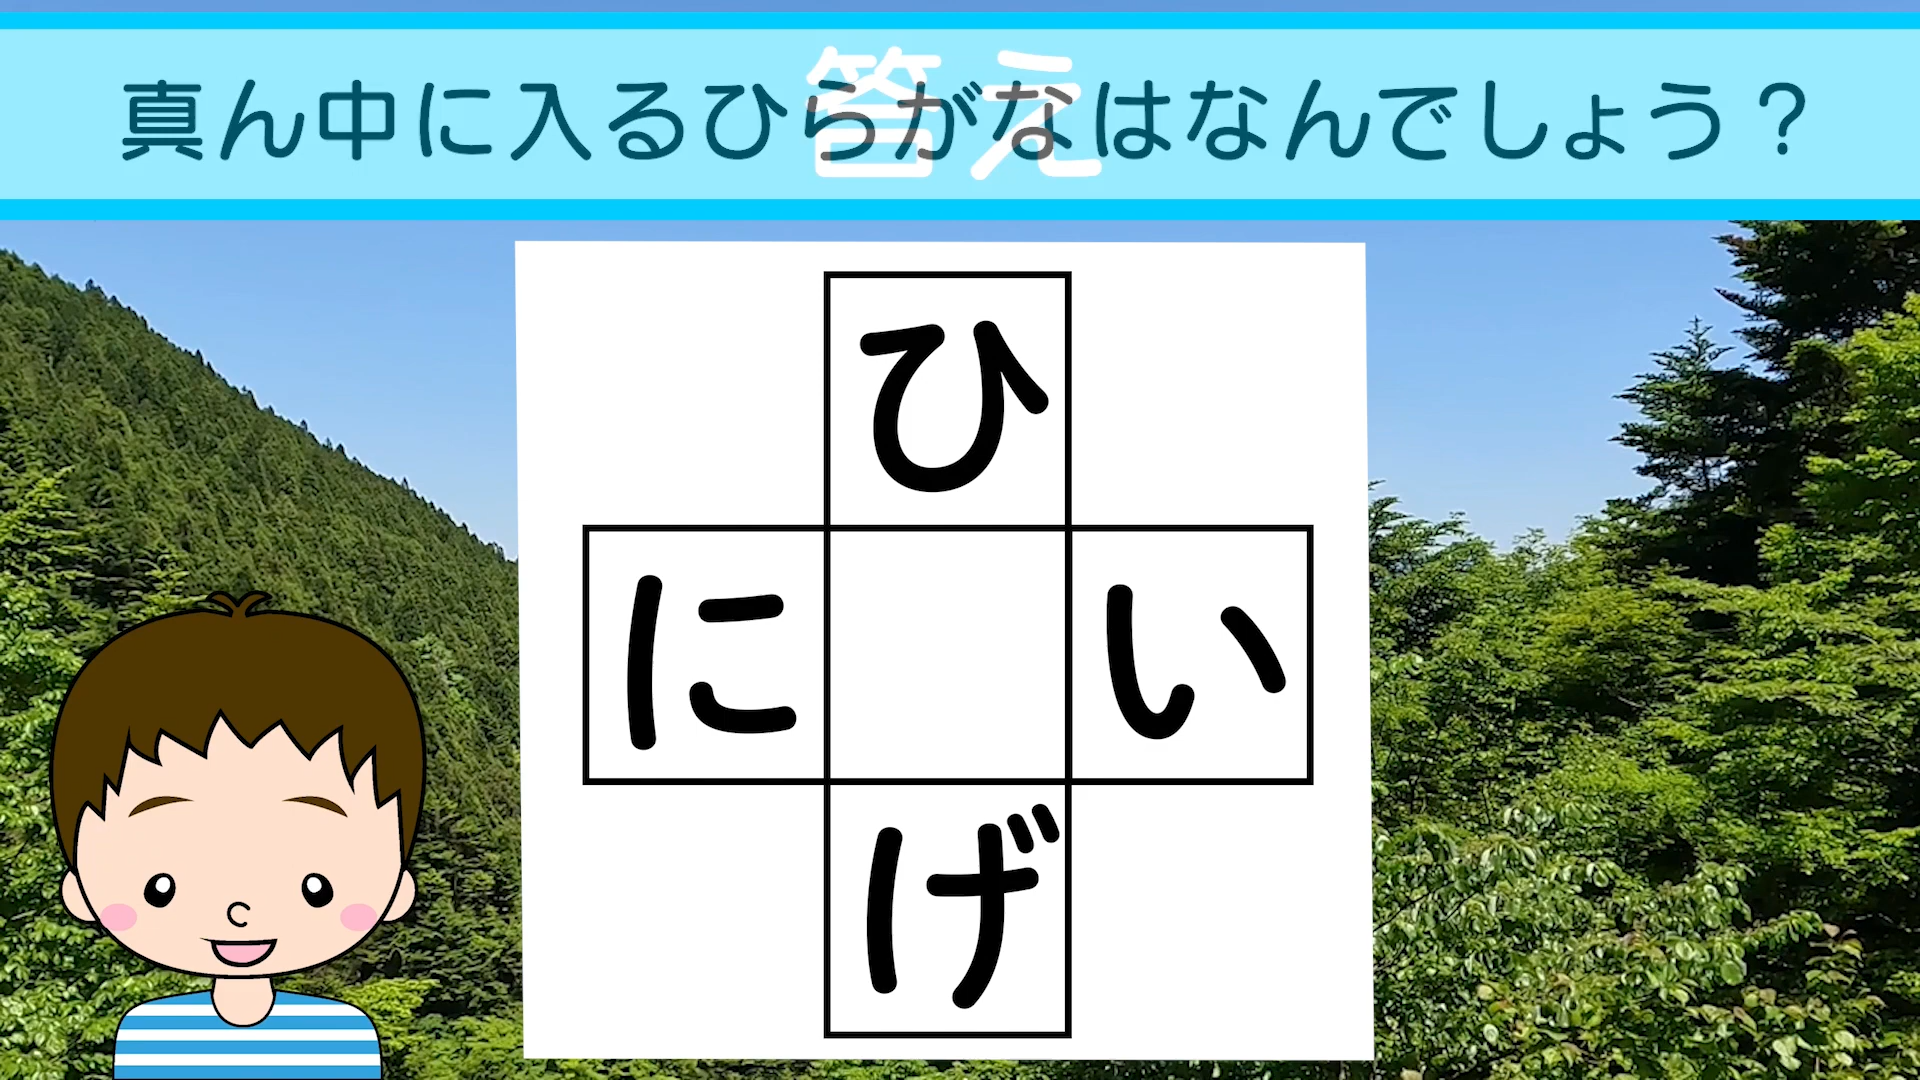 真ん中に入るひらがなはなんでしょう？
答え
ひ
に い
げ